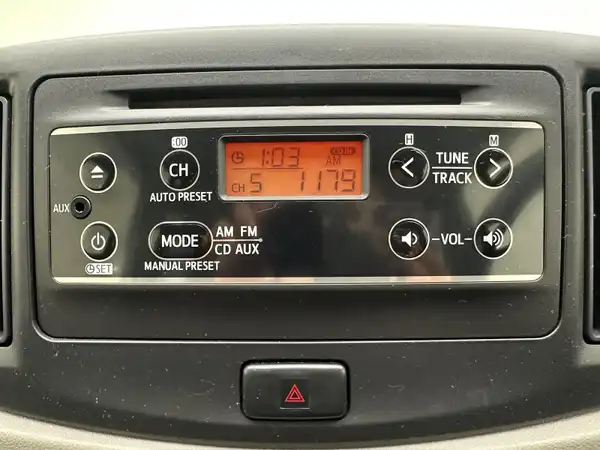 :00
H
M
CH
AUTO PRESET
1:03
AM
CH 5 1179
TUNE
TRACK
AUX
MODE
AM FM
CD AUX
MANUAL PRESET
-VOL-
SET